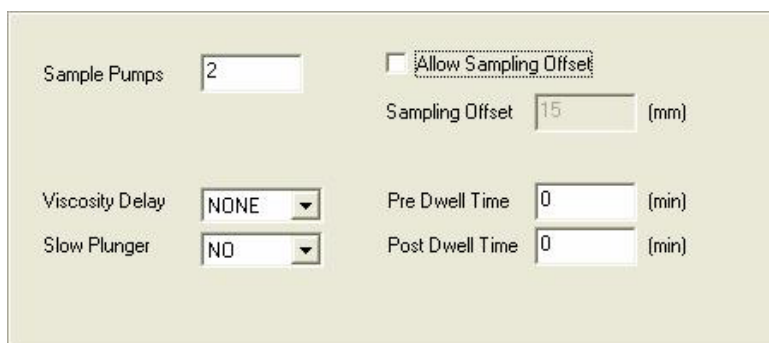 Sample Pumps 2
Allow Sampling Offset
Sampling Offset 15 (mm)
Viscosity Delay NONE
Pre Dwell Time 0 (min)
Slow Plunger NO
Post Dwell Time 0 (min)